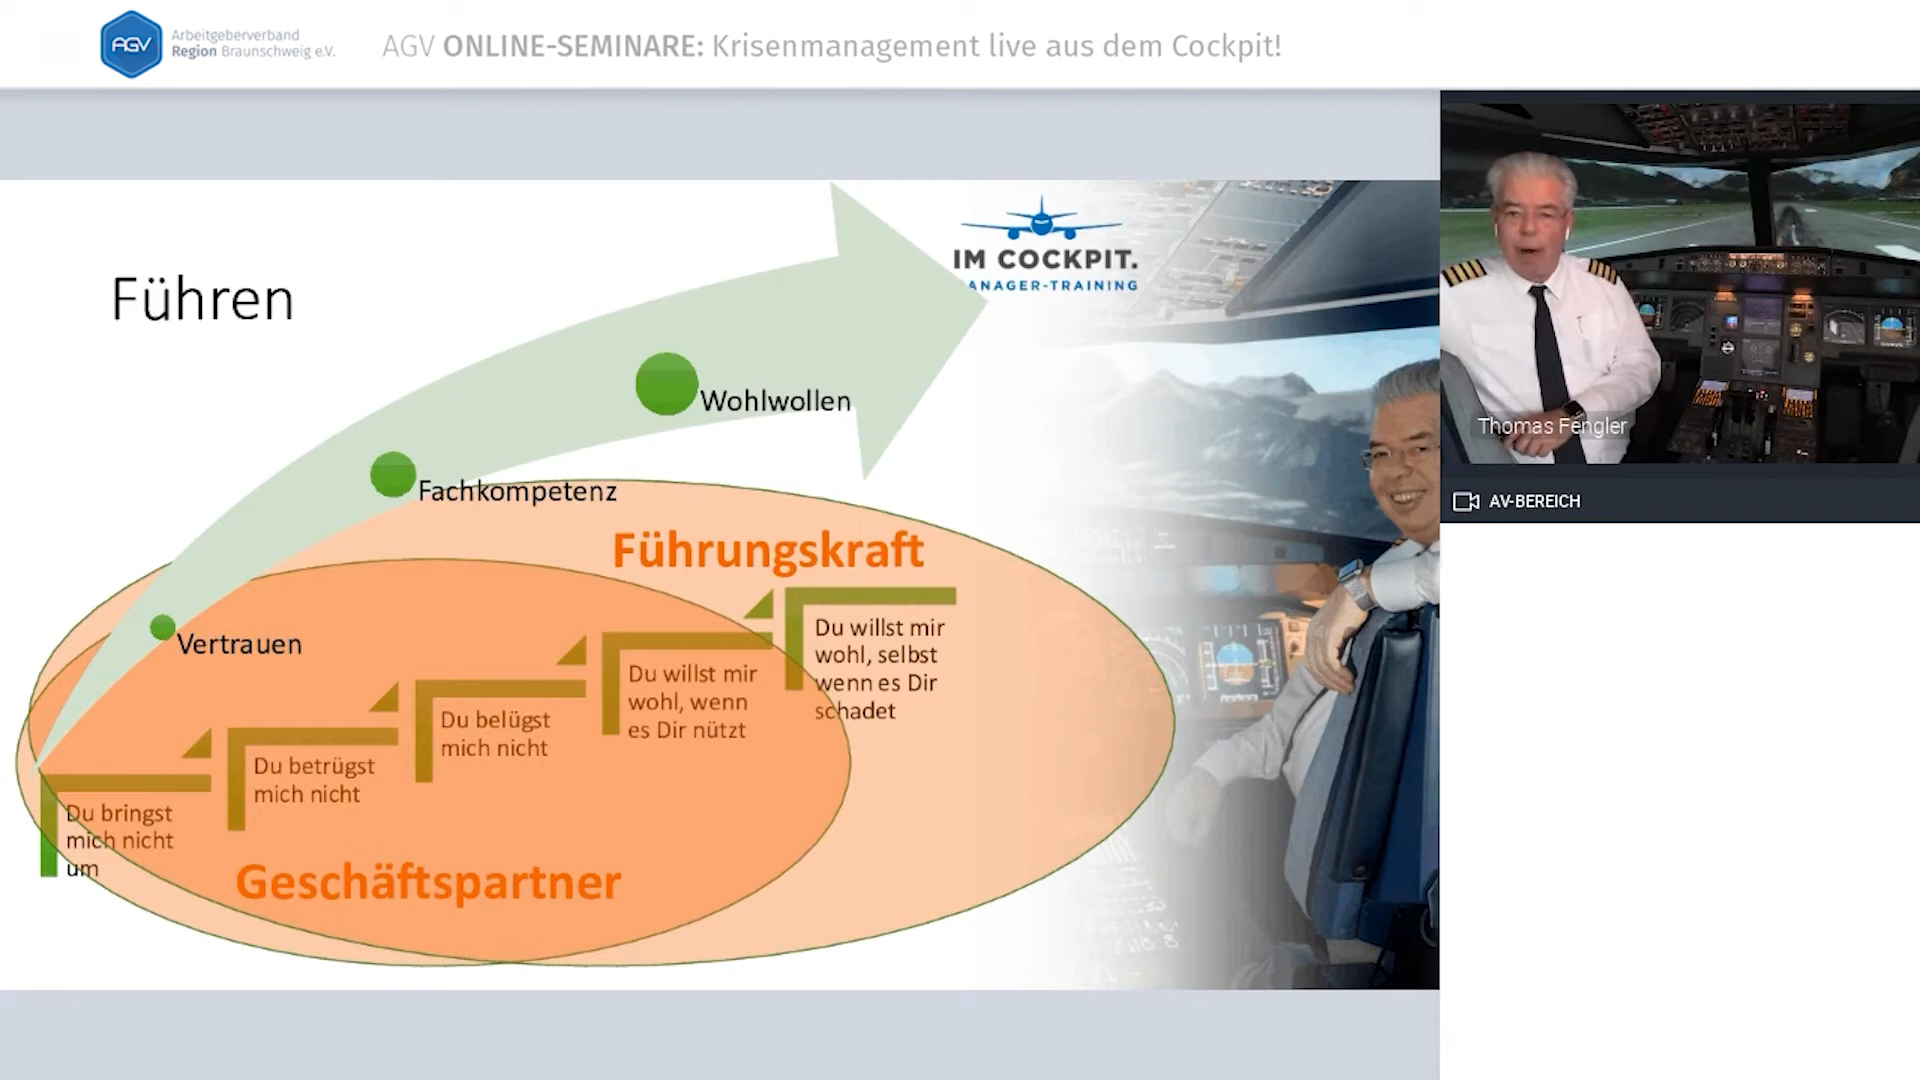 AGV
Arbeitgeberverband
Region Braunschweig e.V.
AGV ONLINE-SEMINARE: Krisenmanagement live aus dem Cockpit!
Führen
IM COCKPIT.
ANAGER-TRAINING
Wohlwollen
Fachkompetenz
Vertrauen
Führungskraft
Du willst mir
wohl, selbst
wenn es Dir
schadet
Du willst mir
wohl, wenn
es Dir nützt
Du belügst
mich nicht
Du betrügst
mich nicht
Du bringst
mich nicht
um
Geschäftspartner
Thomas Fengler
AV-BEREICH